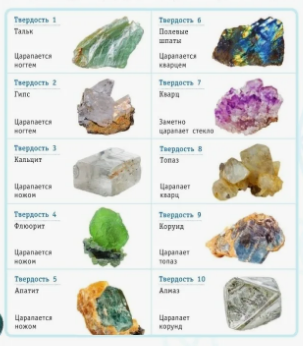 Твердость 1
Тальк
Царапается
ногтем
Твердость 2
Гипс
Царапается
ногтем
Твердость 3
Кальцит
Царапается
ножом
Твердость 4
Флюорит
Царапается
ножом
Твердость 5
Апатит
Царапается
ножом
Твердость 6
Полевые
шпаты
Царапается
кварцем
Твердость 7
Кварц
Заметно
царапает стекло
Твердость 8
Топаз
Царапает
кварц
Твердость 9
Корунд
Царапает
топаз
Твердость 10
Алмаз
Царапает
корунд